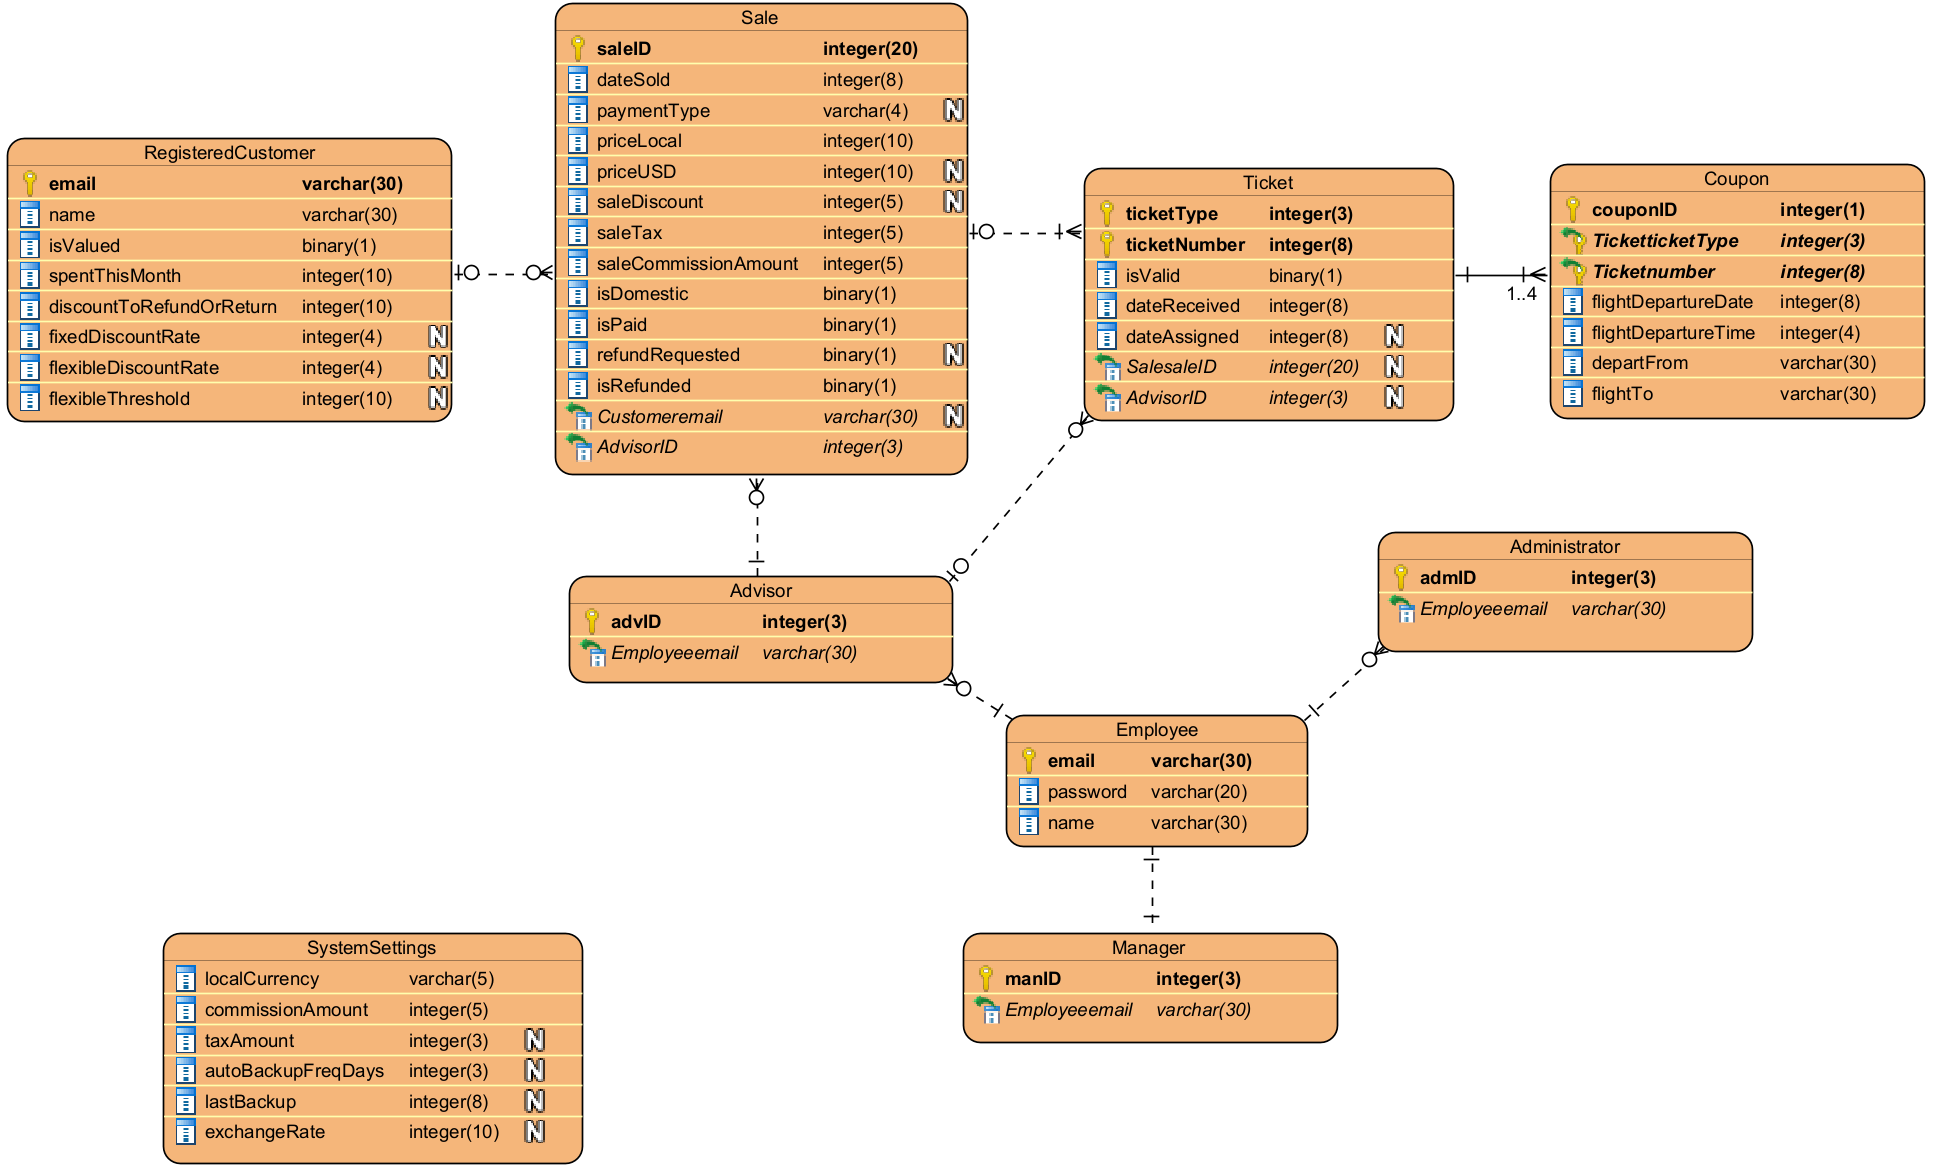 Sale
saleID integer(20)
dateSold integer(8)
paymentType varchar(4) N
priceLocal integer(10)
priceUSD integer(10) N
saleDiscount integer(5) N
saleTax integer(5)
saleCommissionAmount integer(5)
isDomestic binary(1)
isPaid binary(1)
refundRequested binary(1) N
isRefunded binary(1)
Customeremail varchar(30) N
AdvisorID integer(3)
RegisteredCustomer
email varchar(30)
name varchar(30)
isValued binary(1)
spentThisMonth integer(10)
discountToRefundOrReturn integer(10)
fixedDiscountRate integer(4) N
flexibleDiscountRate integer(4) N
flexibleThreshold integer(10) N
Ticket
ticketType integer(3)
ticketNumber integer(8)
isValid binary(1)
dateReceived integer(8)
dateAssigned integer(8) N
SalesaleID integer(20) N
AdvisorID integer(3) N
1..4
Coupon
couponID integer(1)
TicketticketType integer(3)
Ticketnumber integer(8)
flightDepartureDate integer(8)
flightDepartureTime integer(4)
departFrom varchar(30)
flightTo varchar(30)
Advisor
advID integer(3)
Employeeemail varchar(30)
Administrator
admID integer(3)
Employeeemail varchar(30)
Employee
email varchar(30)
password varchar(20)
name varchar(30)
Manager
manID integer(3)
Employeeemail varchar(30)
SystemSettings
localCurrency varchar(5)
commissionAmount integer(5)
taxAmount integer(3) N
autoBackupFreqDays integer(3) N
lastBackup integer(8) N
exchangeRate integer(10) N